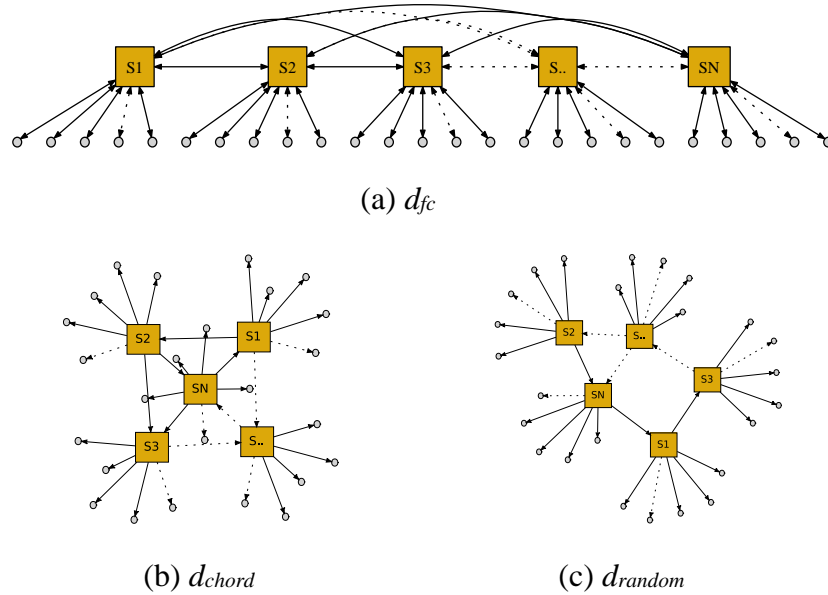 S1 S2 S3 S.. SN
(a) dfc
S2 S1
SN
S3 S..
(b) dchord
S2 S..
S3
SN
S1
(c) drandom